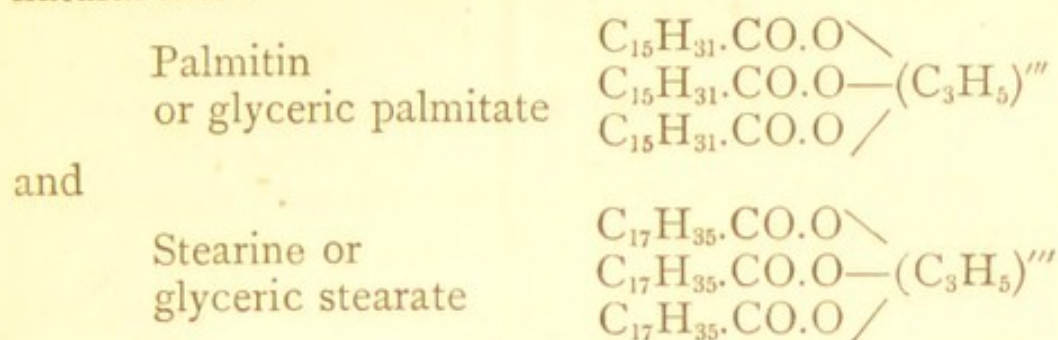 C₁₅H₃₁.CO.O\
Palmitin
C₁₅H₃₁.CO.O—(C₃H₅)‴
or glyceric palmitate
C₁₅H₃₁.CO.O/
and
C₁₇H₃₅.CO.O\
Stearine or
C₁₇H₃₅.CO.O—(C₃H₅)‴
glyceric stearate
C₁₇H₃₅.CO.O/